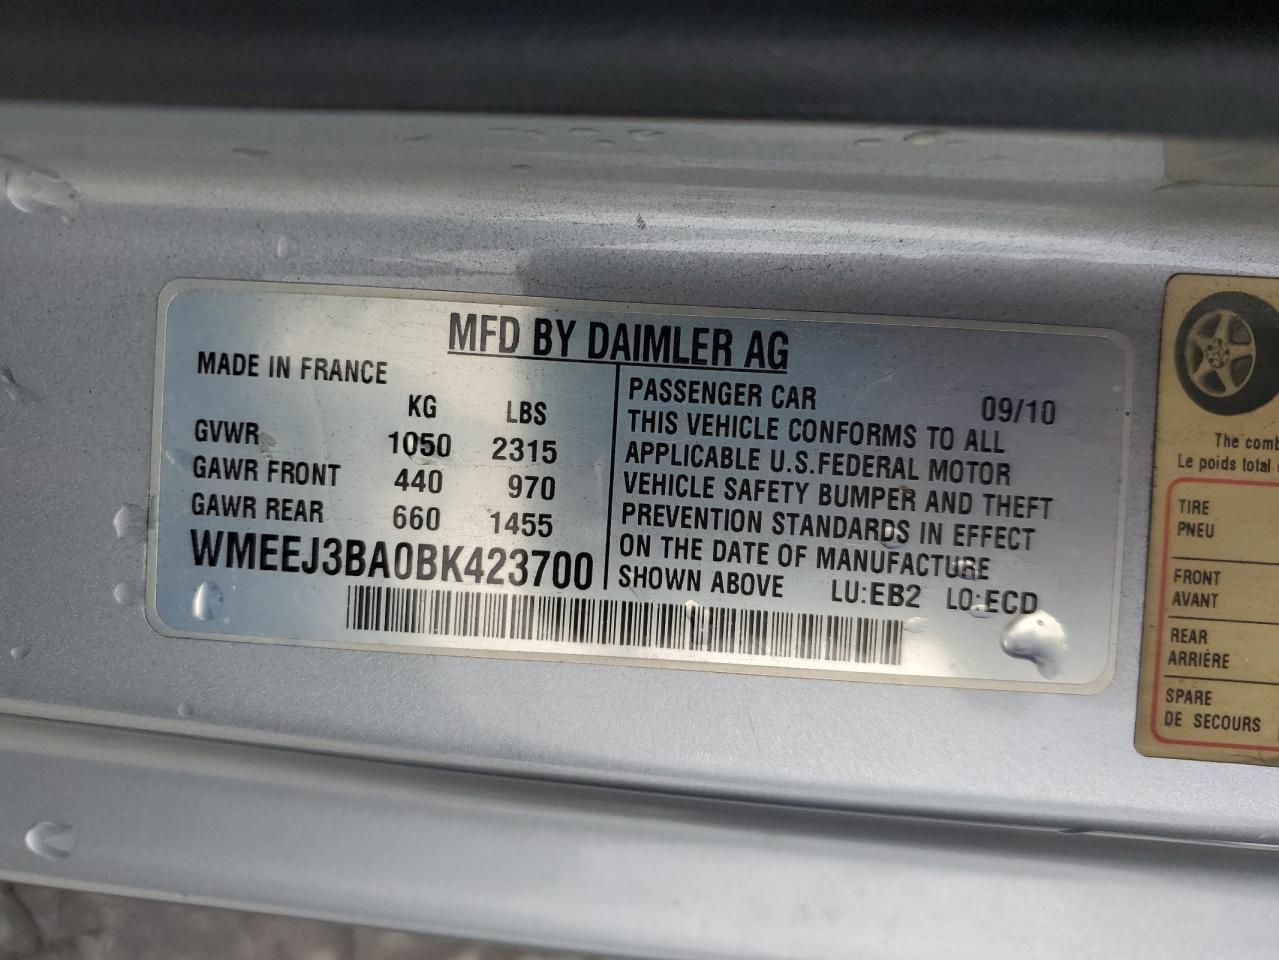 MFD BY DAIMLER AG
MADE IN FRANCE
KG LBS
GVWR 1050 2315
GAWR FRONT 440 970
GAWR REAR 660 1455
WMEEJ3BA0BK423700
PASSENGER CAR 09/10
THIS VEHICLE CONFORMS TO ALL
APPLICABLE U.S.FEDERAL MOTOR
VEHICLE SAFETY BUMPER AND THEFT
PREVENTION STANDARDS IN EFFECT
ON THE DATE OF MANUFACTURE
SHOWN ABOVE LU:EB2 LO:ECD
The comb
Le poids total
TIRE
PNEU
FRONT
AVANT
REAR
ARRIÈRE
SPARE
DE SECOURS